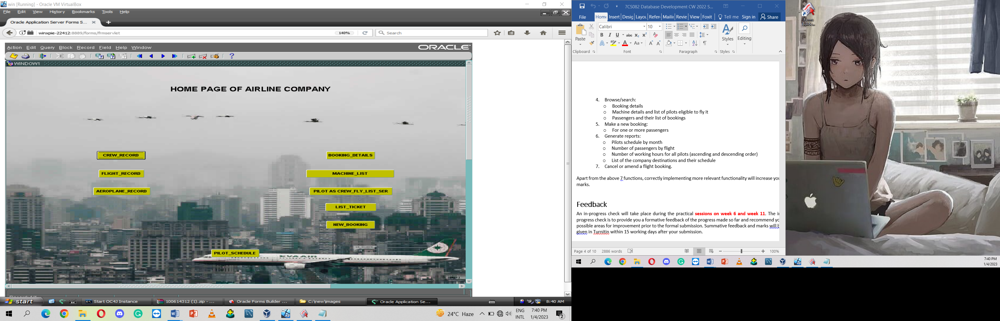 win [Running] - Oracle VM VirtualBox
File Edit View History Bookmarks Tools Help
Oracle Application Server Forms S...
winxpie-22412:8889/forms/frmservlet
140%
Search
Action Edit Query Block Record Field Help Window
ORACLE
WINDOW1
HOME PAGE OF AIRLINE COMPANY
CREW_RECORD
BOOKING_DETAILS
FLIGHT_RECORD
MACHINE_LIST
AEROPLANE_RECORD
PILOT AS CREW_FLY_LIST_SER
LIST_TICKET
NEW_BOOKING
PILOT_SCHEDULE
EVA AIR
start
Start OC4J Instance
100614312 (1).zip - ...
Oracle Forms Builder ...
C:\new\images
Oracle Application Se...
8:40 AM
24°C Haze
ENG
INTL
7:40 PM
1/4/2023
2
7CS082 Database Development CW 2022 S...
File Home Insert Desig Layou Refer Mailin Revie View Foxit Tell me Sign in Share
Calibri 10
Paste
Styles
Editing
Clipboard Font Paragraph Styles
4. Browse/search:
o Booking details
o Machine details and list of pilots eligible to fly it
o Passengers and their list of bookings
5. Make a new booking:
o For one or more passengers
6. Generate reports:
o Pilots schedule by month
o Number of passengers by flight
o Number of working hours for all pilots (ascending and descending order)
o List of the company destinations and their schedule
7. Cancel or amend a flight booking.
Apart from the above 7 functions, correctly implementing more relevant functionality will increase you
marks.
Feedback
An in-progress check will take place during the practical sessions on week 6 and week 11. The in
progress check is to provide you a formative feedback of the progress made so far and recommend yo
possible areas for improvement prior to the formal submission. Summative feedback and marks will b
given in Turnitin within 15 working days after your submission.
Page 4 of 10 2886 words
100%
Forms
Builde...
7:40 PM
1/4/2023